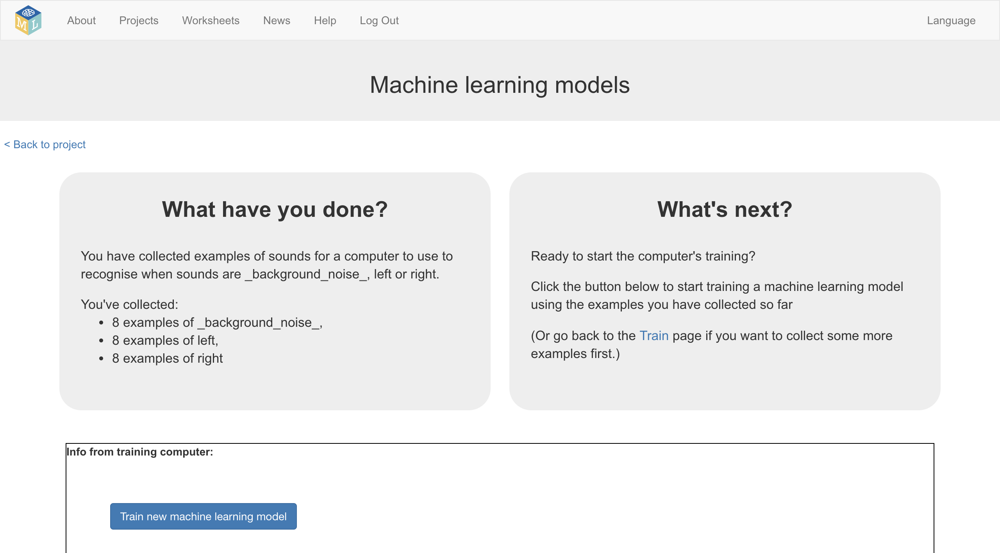 M L
About
Projects
Worksheets
News
Help
Log Out
Language
Machine learning models
< Back to project
What have you done?
You have collected examples of sounds for a computer to use to
recognise when sounds are _background_noise_, left or right.
You've collected:
• 8 examples of _background_noise_,
• 8 examples of left,
• 8 examples of right
What's next?
Ready to start the computer's training?
Click the button below to start training a machine learning model
using the examples you have collected so far
(Or go back to the Train page if you want to collect some more
examples first.)
Info from training computer:
Train new machine learning model